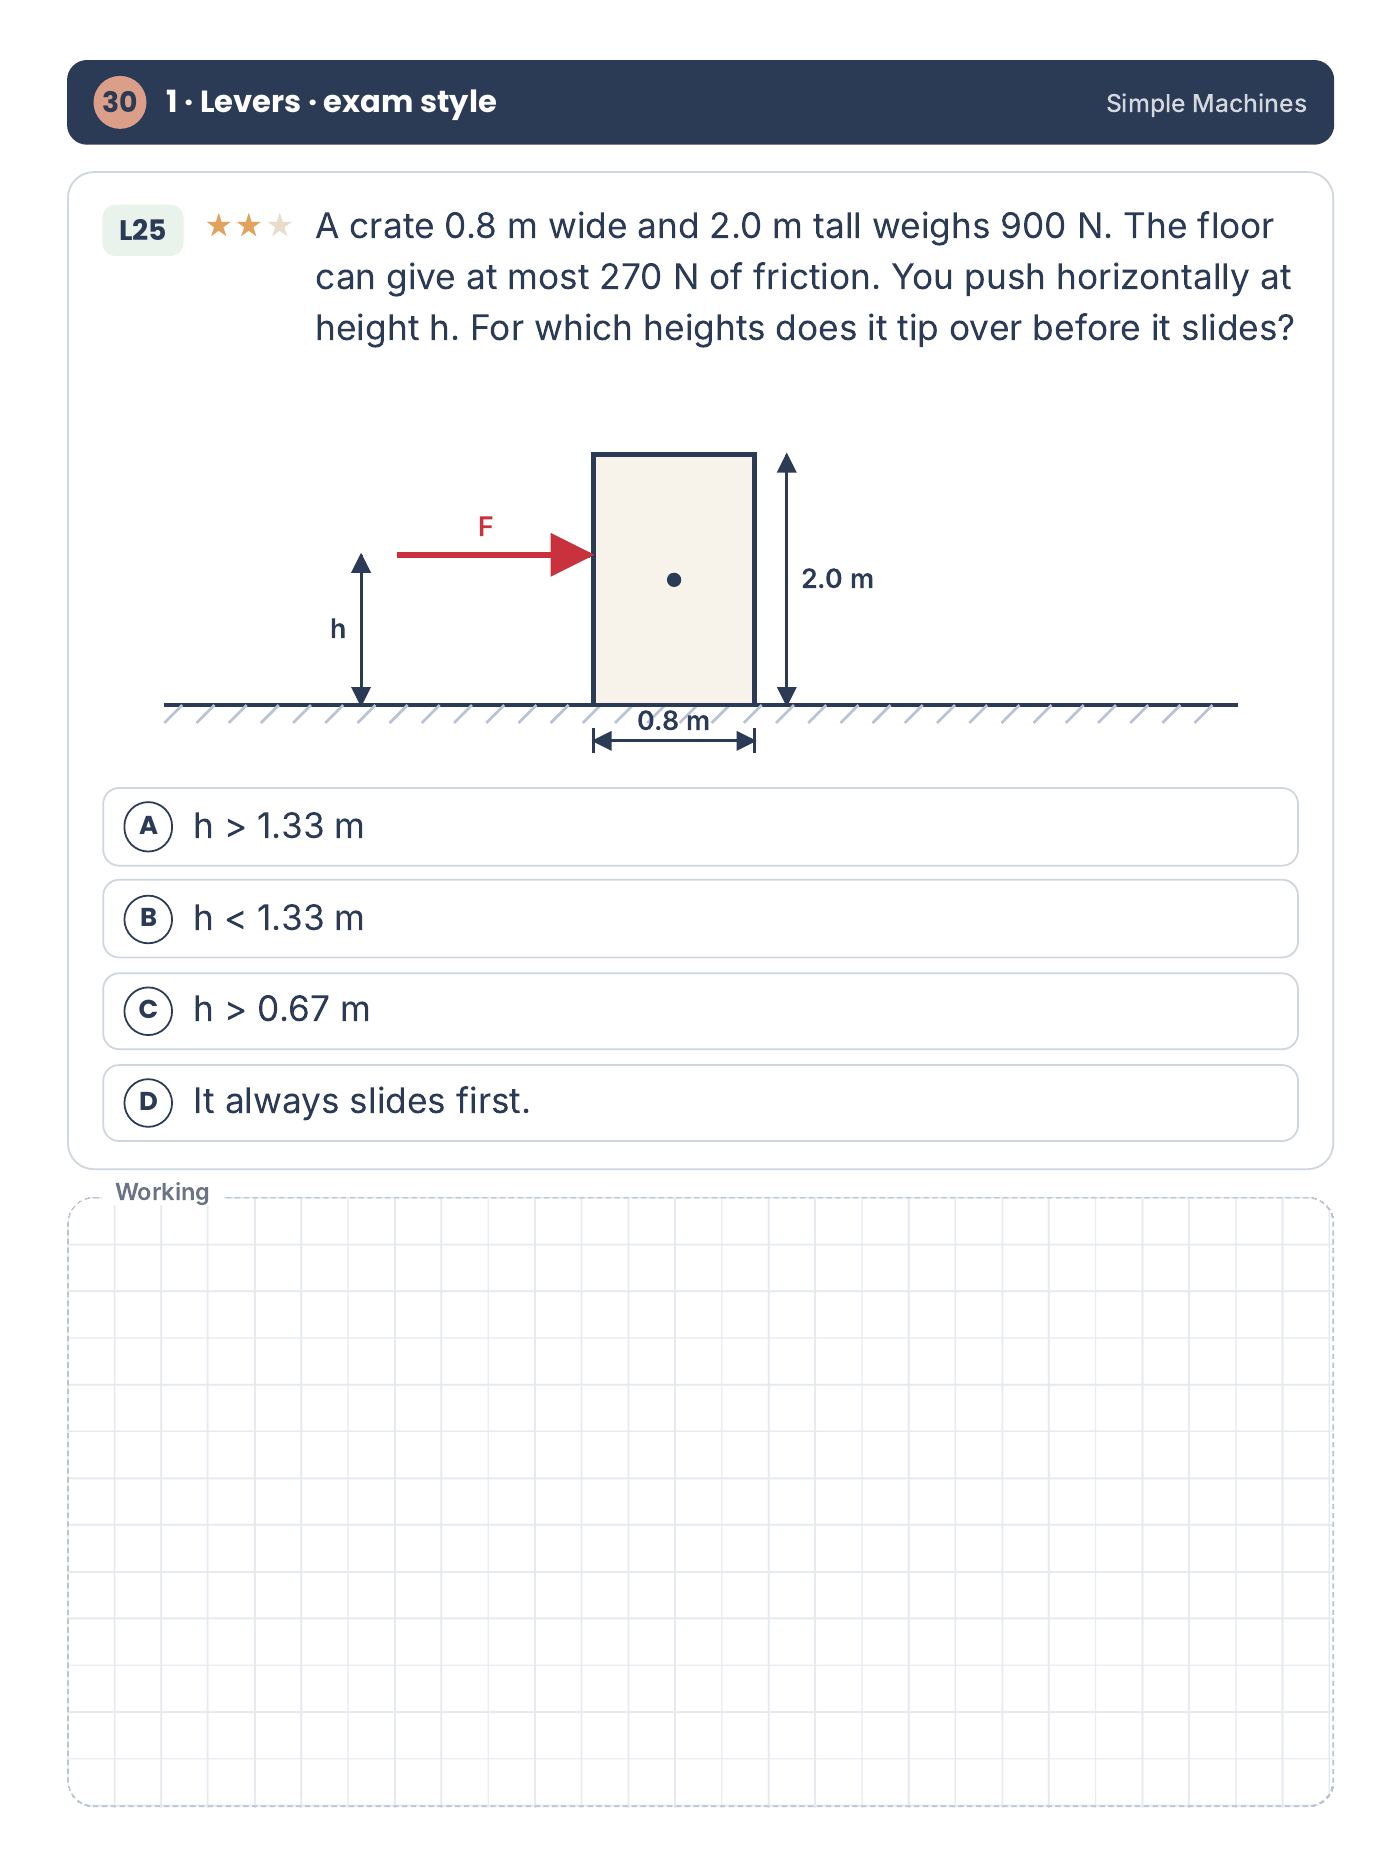 30 1 · Levers · exam style Simple Machines
L25 ★★★ A crate 0.8 m wide and 2.0 m tall weighs 900 N. The floor
can give at most 270 N of friction. You push horizontally at
height h. For which heights does it tip over before it slides?
F
2.0 m
h
0.8 m
A h > 1.33 m
B h < 1.33 m
C h > 0.67 m
D It always slides first.
Working